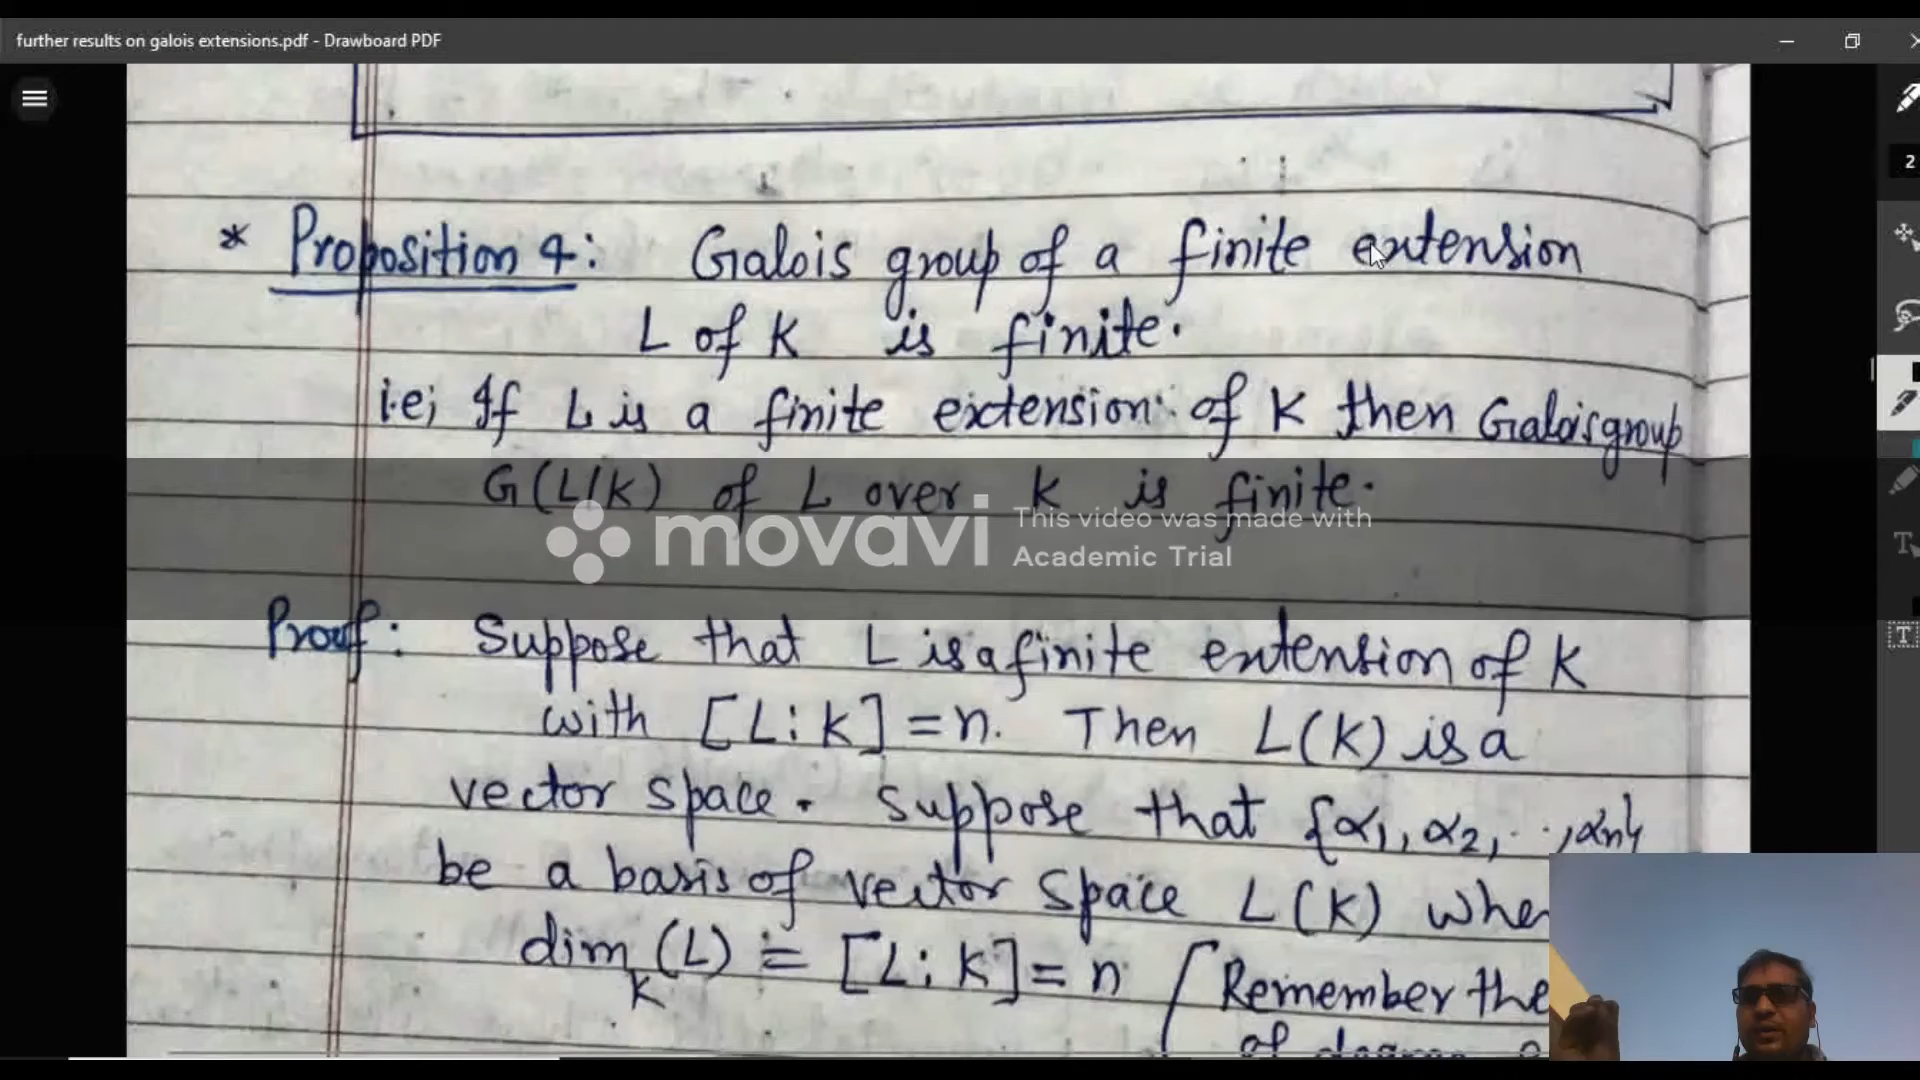 further results on galois extensions.pdf - Drawboard PDF
2
* Proposition 4: Galois group of a finite extension
L of K is finite.
i.e; If L is a finite extension of K then Galois group
G(L/K) of L over K is finite.
movavi This video was made with
Academic Trial
Proof: Suppose that L is a finite extension of K
with [L:K] = n. Then L(K) is a
vector space. Suppose that {α1, α2, ..., αn}
be a basis of vector space L(K) whe
dim_K (L) = [L:K] = n [Remember the
of